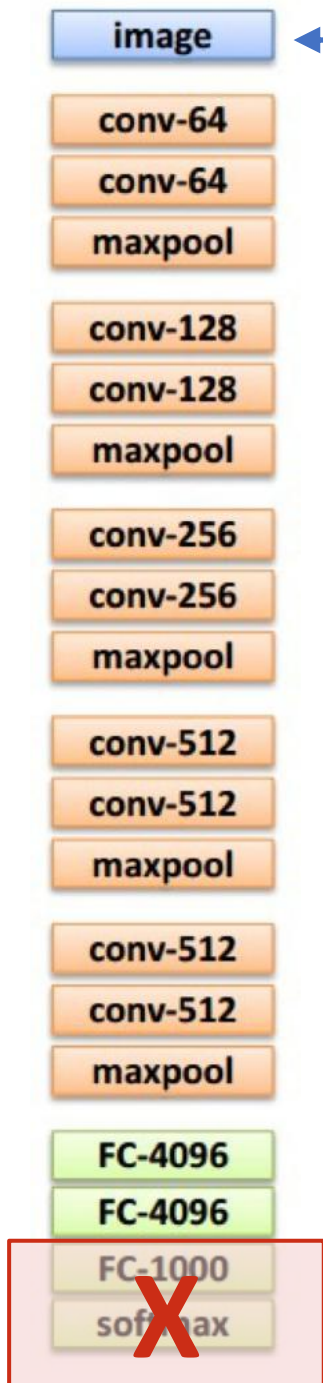 image
conv-64
conv-64
maxpool
conv-128
conv-128
maxpool
conv-256
conv-256
maxpool
conv-512
conv-512
maxpool
conv-512
conv-512
maxpool
FC-4096
FC-4096
FC-1000
softmax
X